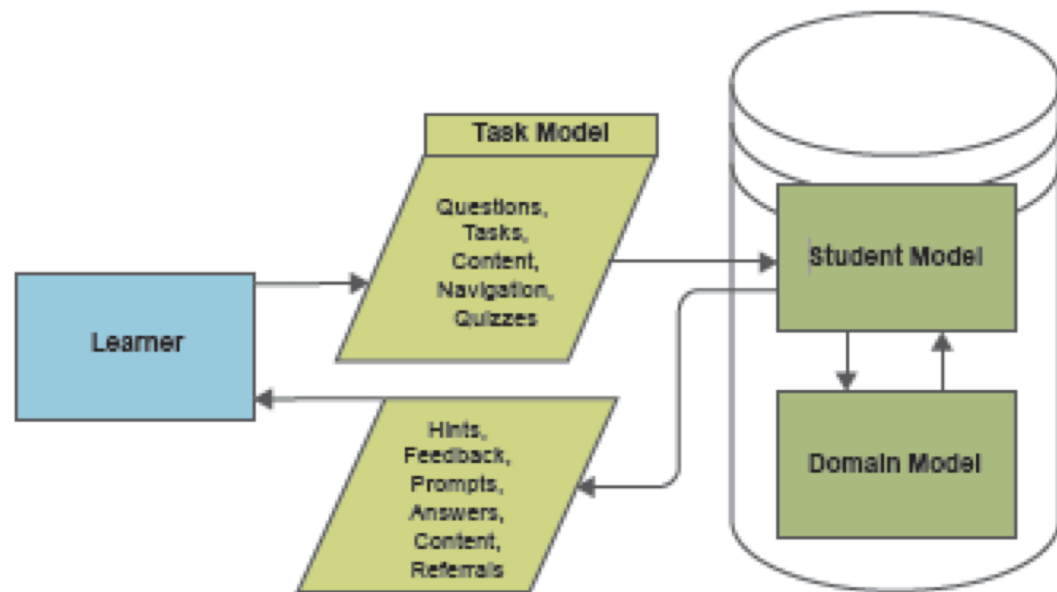 Task Model
Questions,
Tasks,
Content,
Navigation,
Quizzes
Student Model
Learner
Hints,
Feedback,
Prompts,
Answers,
Content,
Referrals
Domain Model